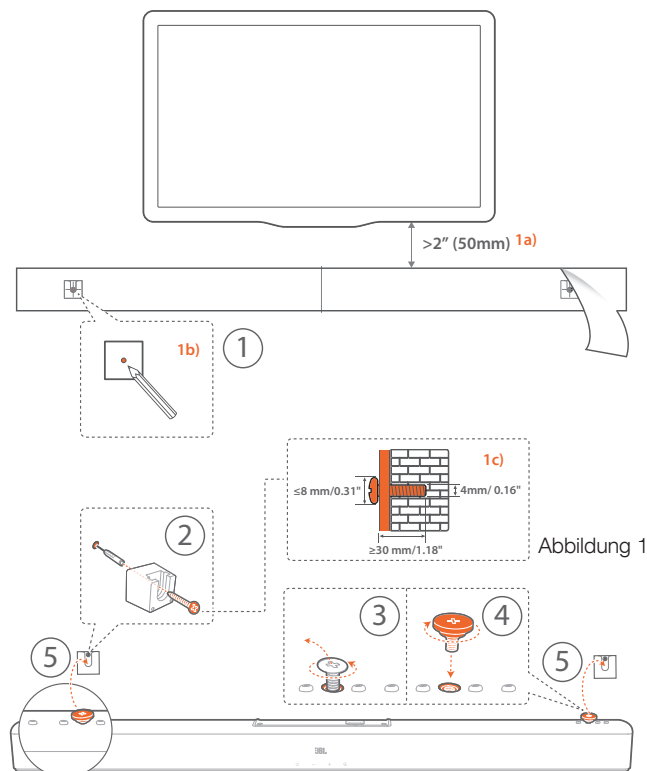 >2" (50mm) 1a)
1b)
1
1c)
≤8 mm/0.31"
4mm/ 0.16"
≥30 mm/1.18"
Abbildung 1
2
3
4
5
5
JBL